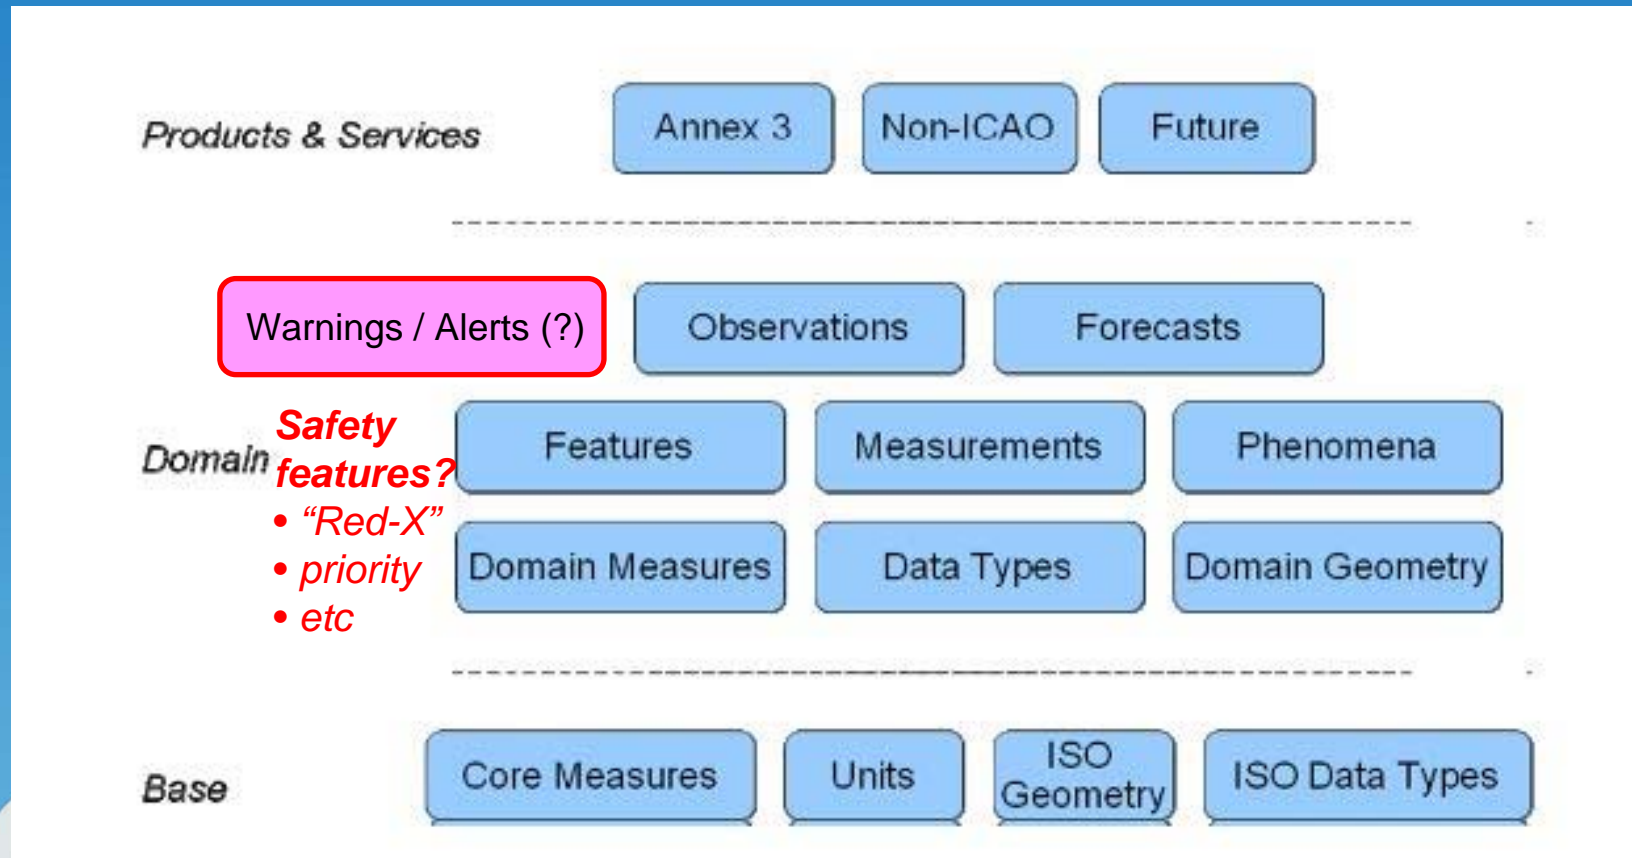 Products & Services
Annex 3
Non-ICAO
Future
Warnings / Alerts (?)
Observations
Forecasts
Domain
Safety
features?
• “Red-X”
• priority
• etc
Features
Measurements
Phenomena
Domain Measures
Data Types
Domain Geometry
Base
Core Measures
Units
ISO
Geometry
ISO Data Types